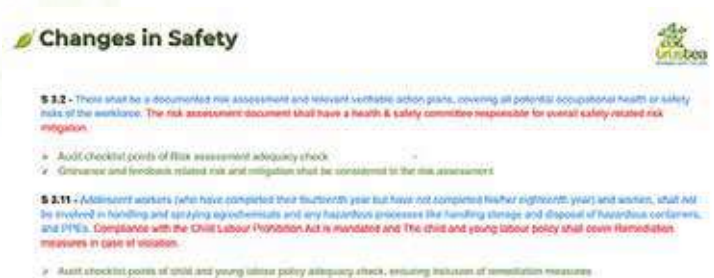 Changes in Safety
trustea
S 3.2 - There shall be a documented risk assessment and relevant verifiable action plans, covering all potential occupational health or safety
risks of the workforce. The risk assessment document shall have a health & safety committee responsible for overall safety related risk
mitigation.
Audit checklist points of Risk assessment adequacy check
Grievance and feedback related risk and mitigation shall be considered in the risk assessment
S 3.11 - Adolescent workers (who have completed their fourteenth year but have not completed his/her eighteenth year) and women, shall not
be involved in handling and spraying agrochemicals and any hazardous processes like handling storage and disposal of hazardous containers,
and PPEs. Compliance with the Child Labour Prohibition Act is mandated and The child and young labour policy shall cover Remediation
measures in case of violation.
Audit checklist points of child and young labour policy adequacy check, ensuring inclusion of remediation measures